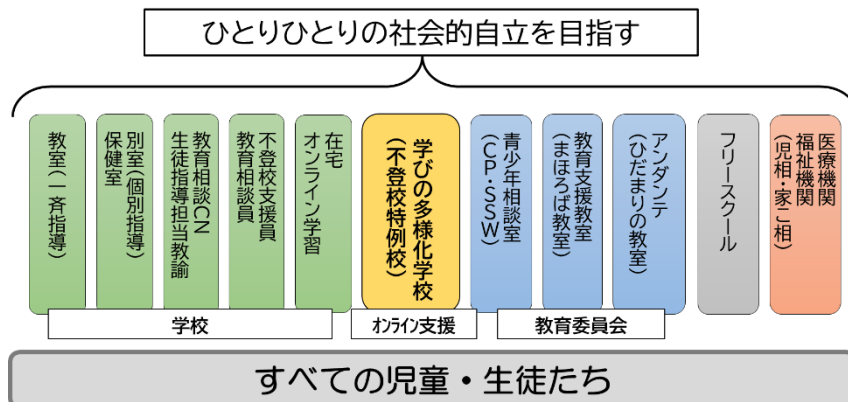 ひとりひとりの社会的自立を目指す
教室(一斉指導)
別室(個別指導)
保健室
教育相談CN
生徒指導担当教諭
不登校支援員
教育相談員
在宅
オンライン学習
学びの多様化学校
(不登校特例校)
青少年相談室
(CP・SSW)
教育支援教室
(まほろば教室)
アンダンテ
(ひだまりの教室)
フリースクール
医療機関
福祉機関
(児相・家こ相)
学校
オンライン支援
教育委員会
すべての児童・生徒たち